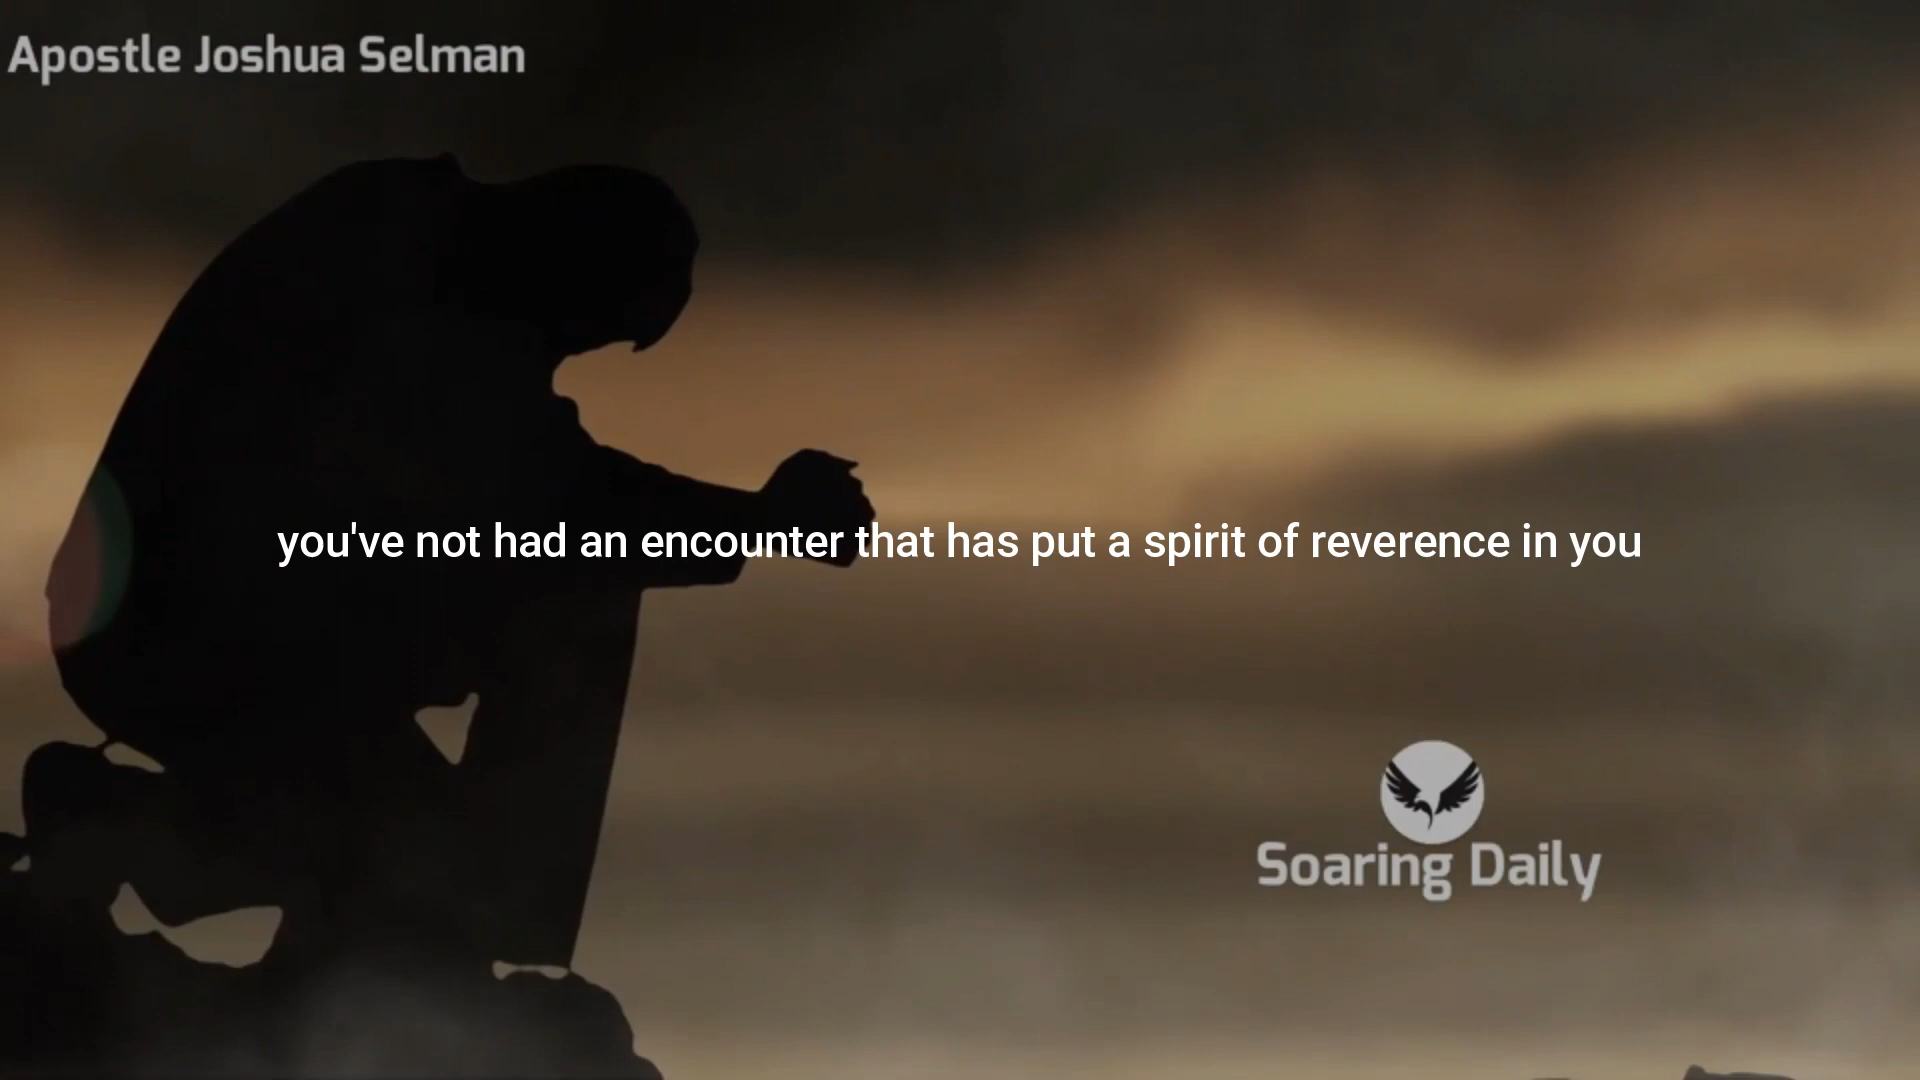 Apostle Joshua Selman
you've not had an encounter that has put a spirit of reverence in you
Soaring Daily